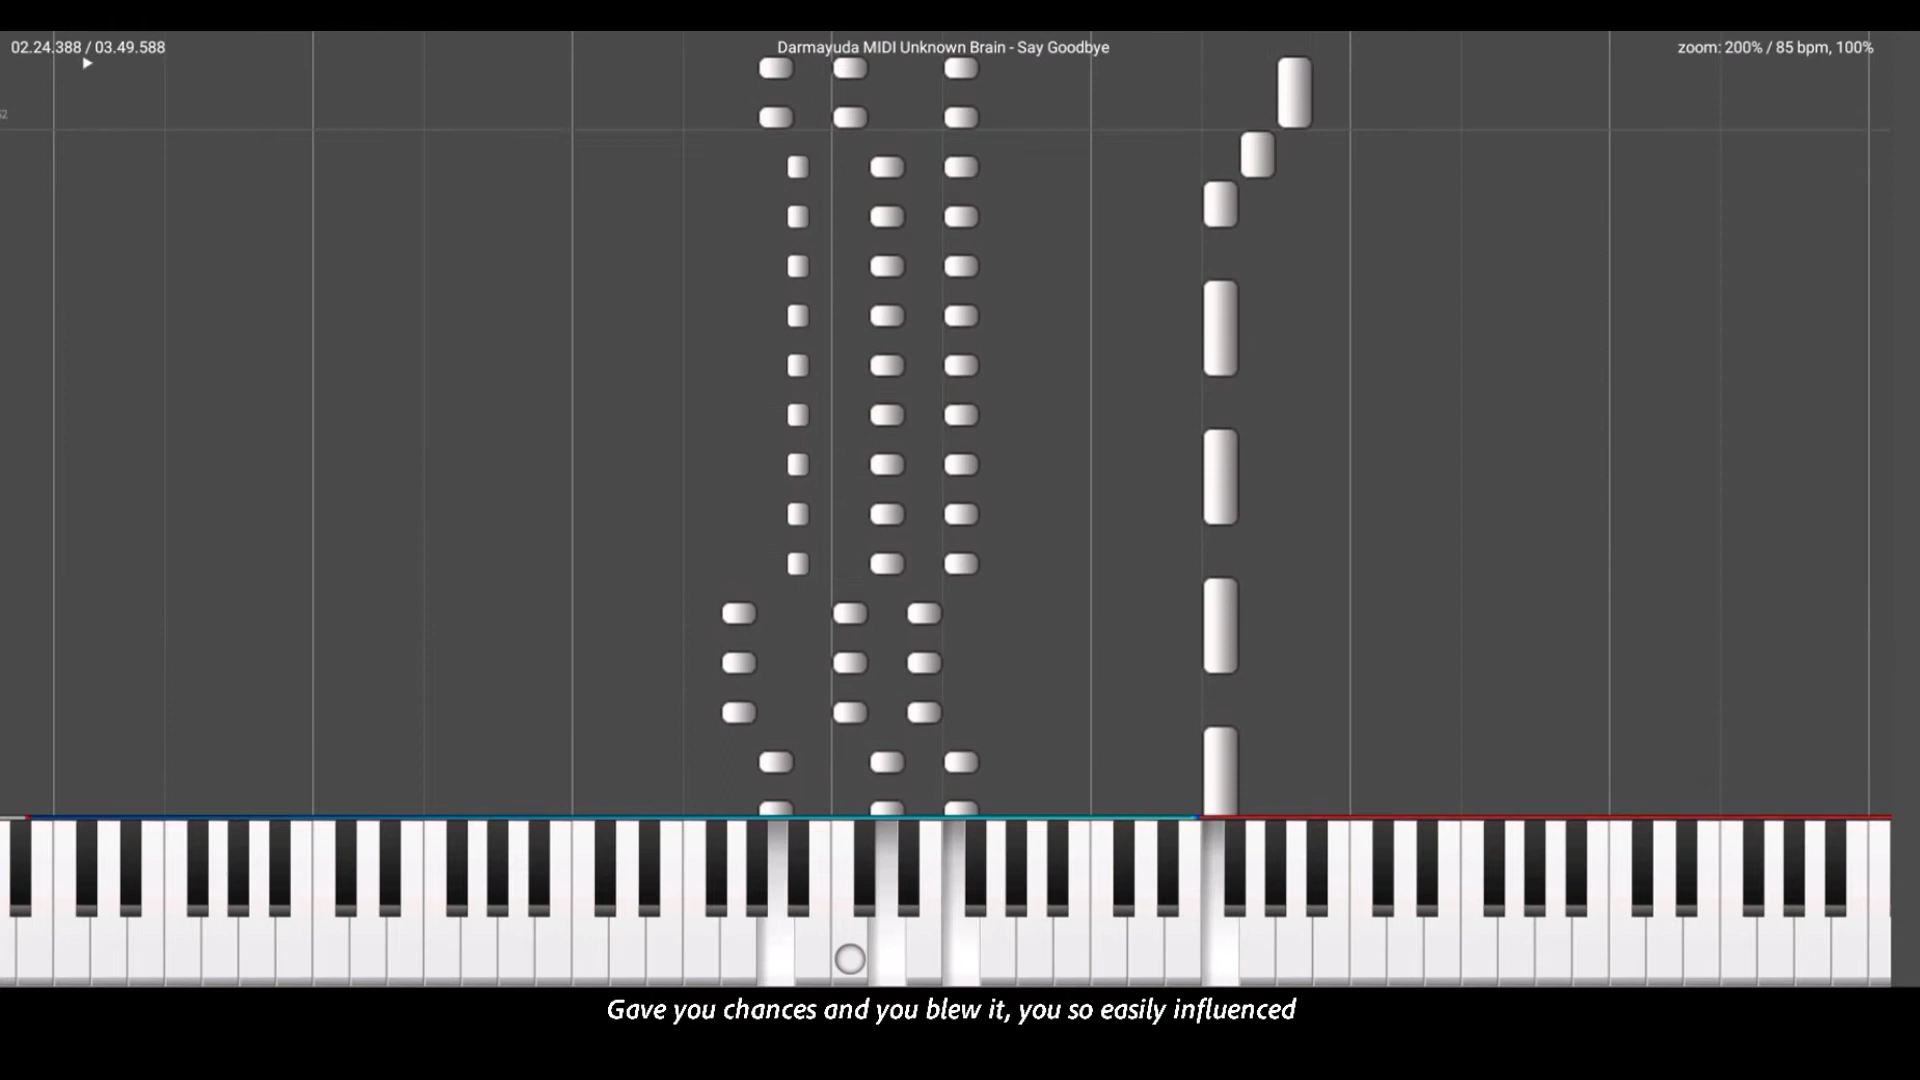 02.24.388 / 03.49.588
Darmayuda MIDI Unknown Brain - Say Goodbye
zoom: 200% / 85 bpm, 100%
Gave you chances and you blew it, you so easily influenced